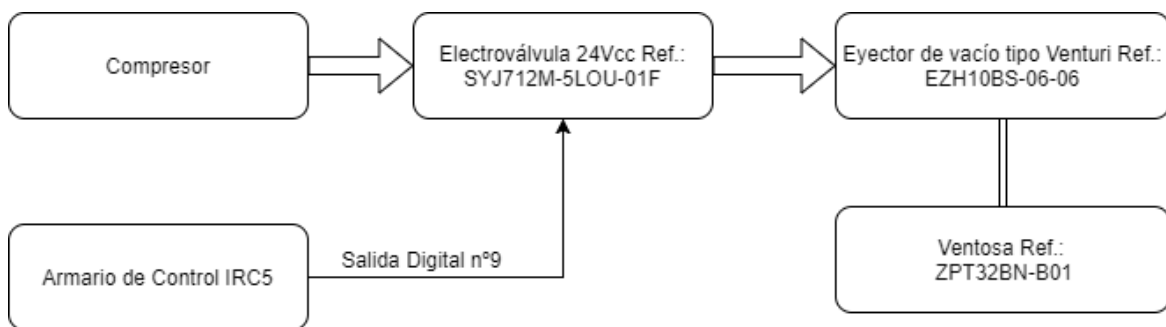 Compresor
Electroválvula 24Vcc Ref.:
SYJ712M-5LOU-01F
Eyector de vacío tipo Venturi Ref.:
EZH10BS-06-06
Armario de Control IRC5
Salida Digital nº9
Ventosa Ref.:
ZPT32BN-B01